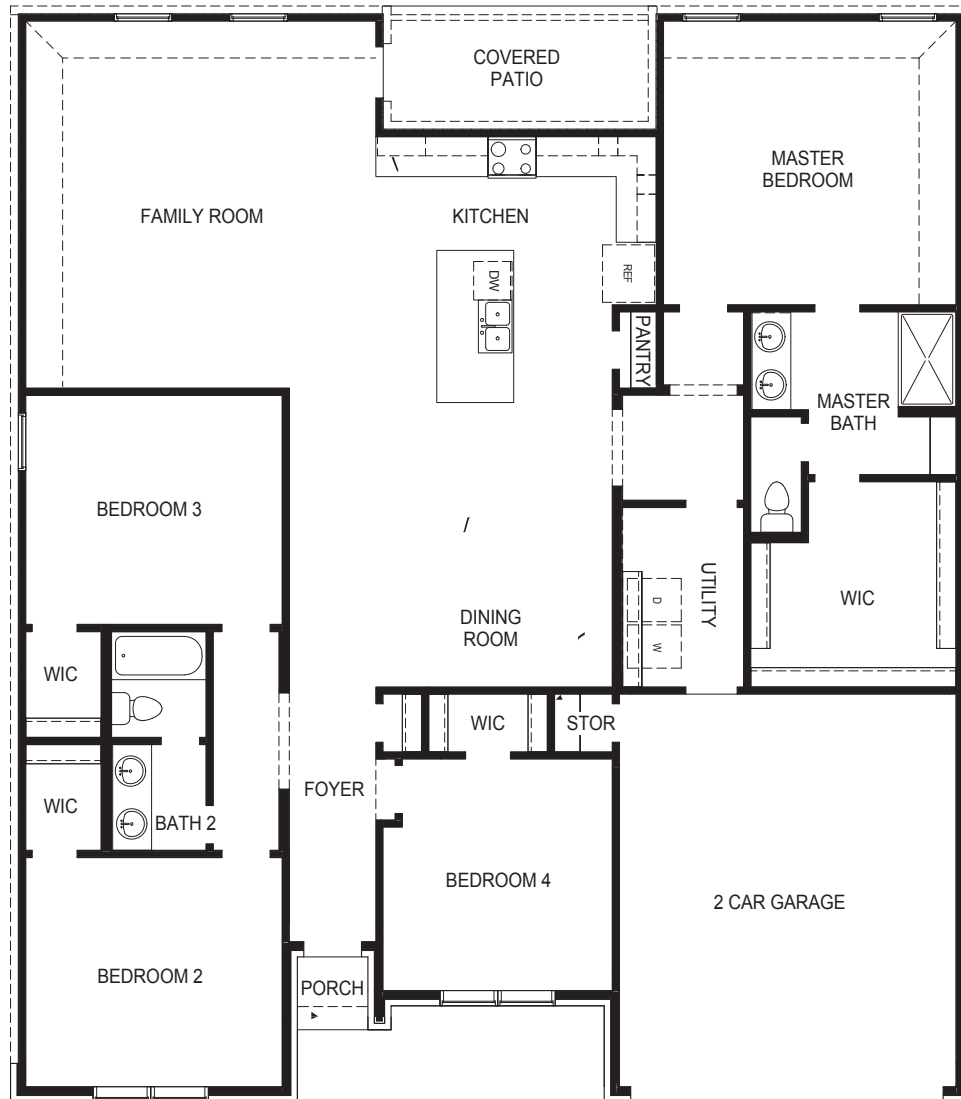 COVERED
PATIO
MASTER
BEDROOM
FAMILY ROOM
KITCHEN
DW
REF
PANTRY
MASTER
BATH
BEDROOM 3
UTILITY
D
W
WIC
DINING
ROOM
WIC
WIC
STOR
FOYER
WIC
BATH 2
BEDROOM 4
2 CAR GARAGE
BEDROOM 2
PORCH